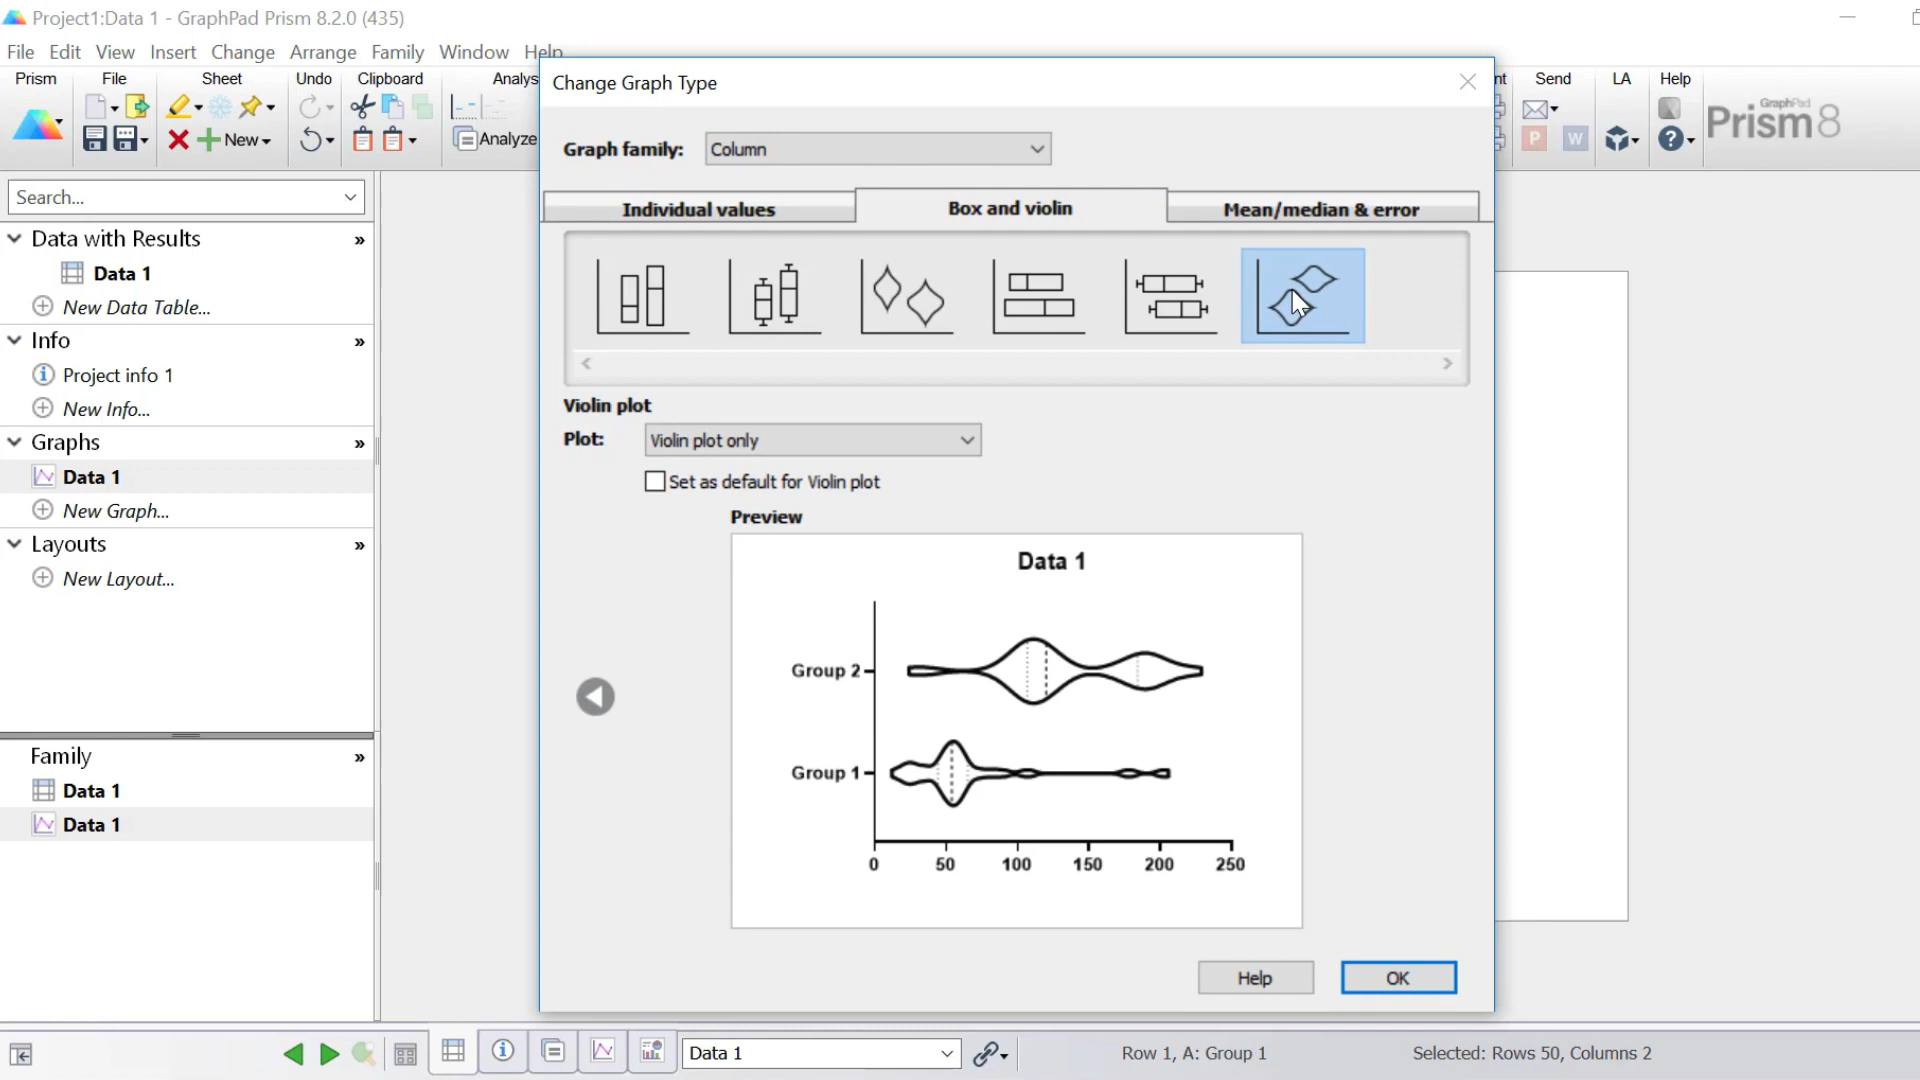 Project1:Data 1 - GraphPad Prism 8.2.0 (435)
File Edit View Insert Change Arrange Family Window Help
Prism File Sheet Undo Clipboard Analys nt Send LA Help
GraphPad
Prism 8
New
Analyze
P W
Change Graph Type
Graph family: Column
Individual values Box and violin Mean/median & error
Search...
Data with Results
Data 1
New Data Table...
Info
Project info 1
New Info...
Graphs
Data 1
New Graph...
Layouts
New Layout...
Family
Data 1
Data 1
Violin plot
Plot: Violin plot only
Set as default for Violin plot
Preview
Data 1
Group 2
Group 1
0 50 100 150 200 250
Help OK
Data 1 Row 1, A: Group 1 Selected: Rows 50, Columns 2